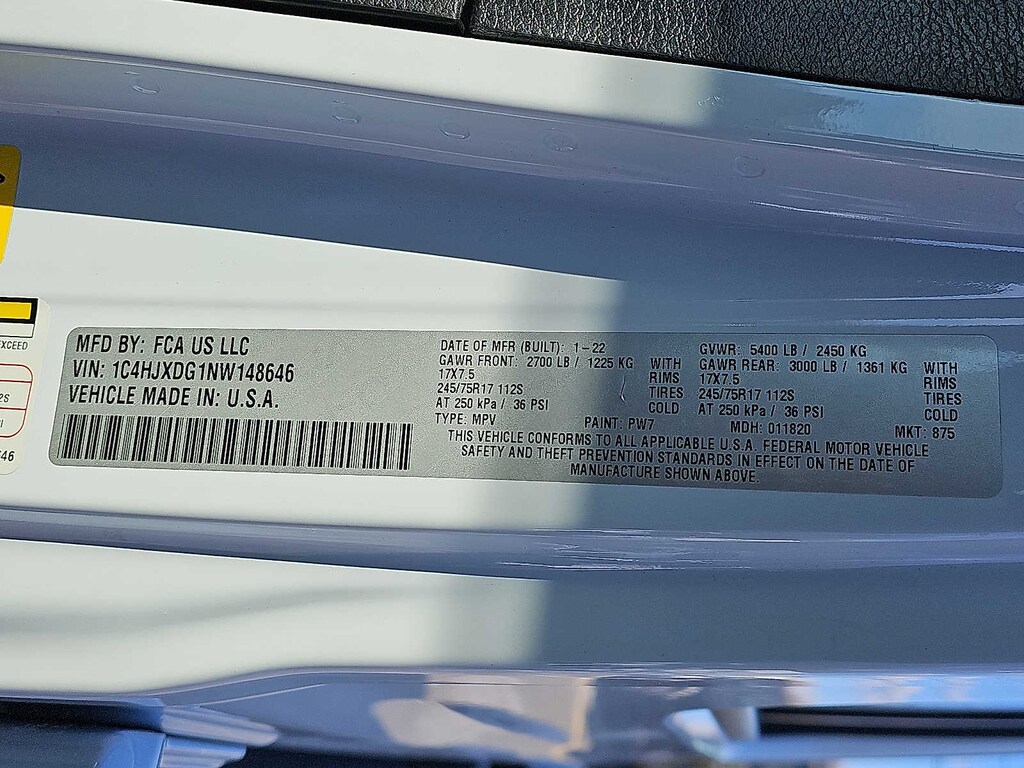 MFD BY: FCA US LLC
VIN: 1C4HJXDG1NW148646
VEHICLE MADE IN: U.S.A.
DATE OF MFR (BUILT): 1-22
GAWR FRONT: 2700 LB / 1225 KG WITH
17X7.5 RIMS
245/75R17 112S TIRES
AT 250 kPa / 36 PSI COLD
TYPE: MPV PAINT: PW7
GVWR: 5400 LB / 2450 KG
GAWR REAR: 3000 LB / 1361 KG WITH
17X7.5 RIMS
245/75R17 112S TIRES
AT 250 kPa / 36 PSI COLD
MDH: 011820 MKT: 875
THIS VEHICLE CONFORMS TO ALL APPLICABLE U.S.A. FEDERAL MOTOR VEHICLE
SAFETY AND THEFT PREVENTION STANDARDS IN EFFECT ON THE DATE OF
MANUFACTURE SHOWN ABOVE.
EXCEED